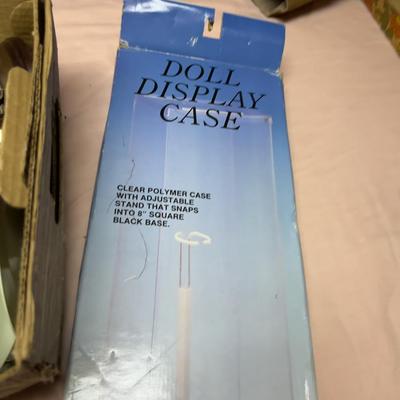 DOLL
DISPLAY
CASE
CLEAR POLYMER CASE
WITH ADJUSTABLE
STAND THAT SNAPS
INTO 8" SQUARE
BLACK BASE.